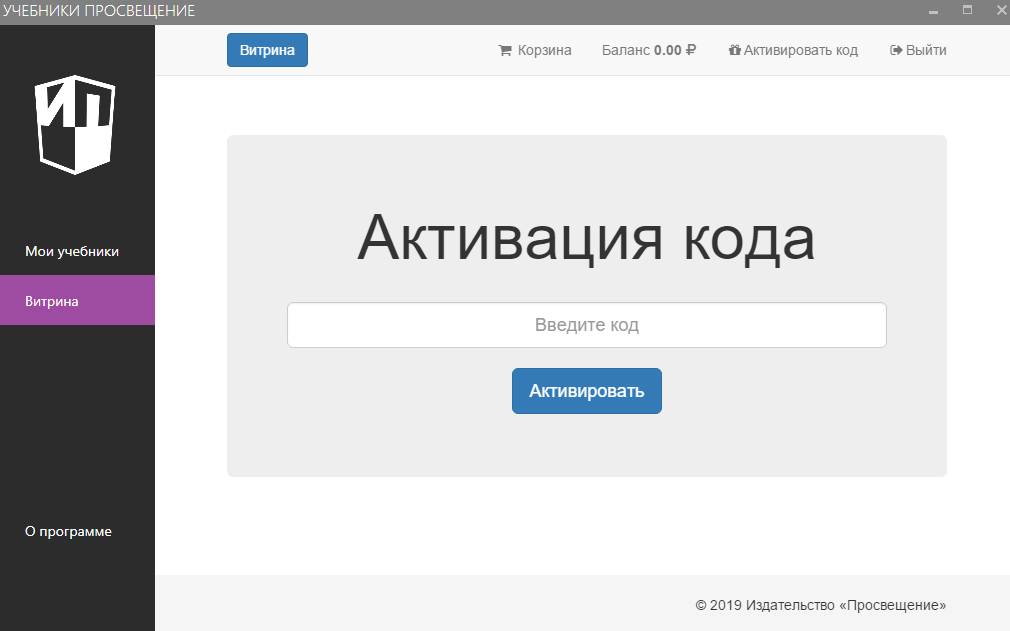 УЧЕБНИКИ ПРОСВЕЩЕНИЕ
Витрина
Корзина
Баланс 0.00 ₽
Активировать код
Выйти
ИП
Мои учебники
Витрина
О программе
Активация кода
Введите код
Активировать
© 2019 Издательство «Просвещение»